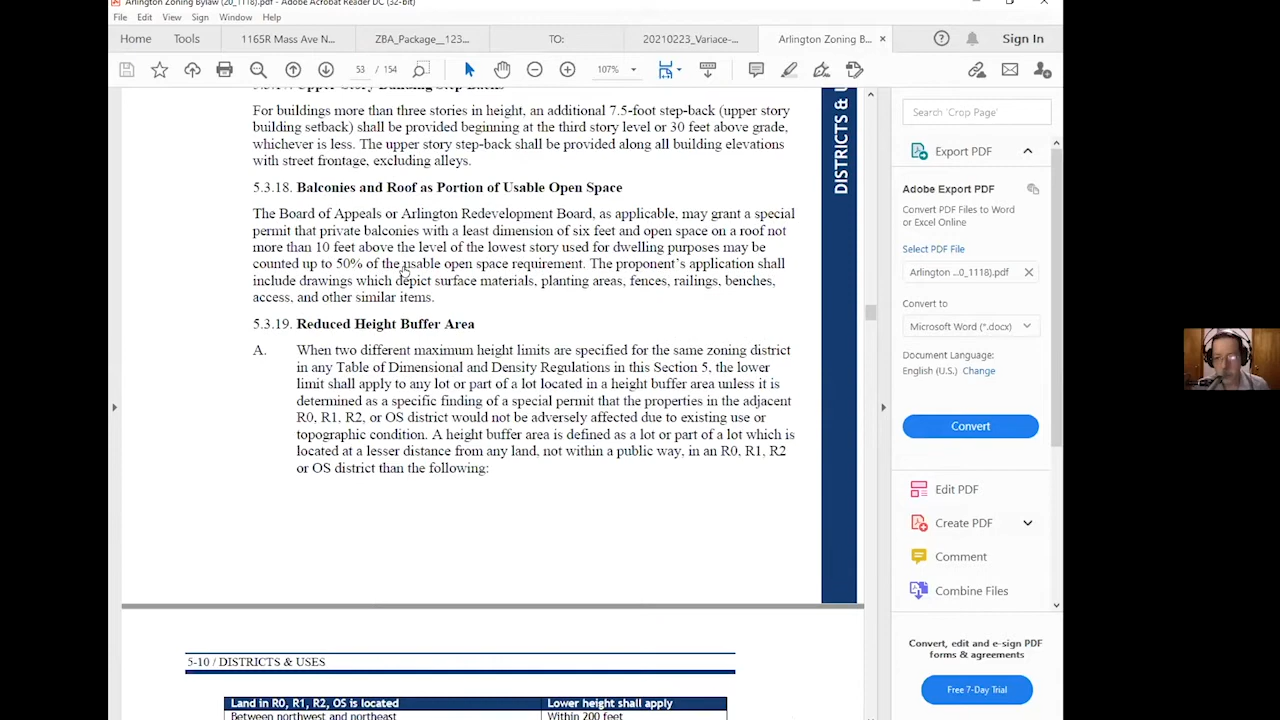 Arlington Zoning Bylaw (20_1118).pdf - Adobe Acrobat Reader DC (32-bit)
File Edit View Sign Window Help
Home Tools 1165R Mass Ave N... ZBA_Package__123... TO: 20210223_Variace-... Arlington Zoning B... Sign In
53 / 154 107%
5.3.17. Upper-Story Building Step Backs
For buildings more than three stories in height, an additional 7.5-foot step-back (upper story
building setback) shall be provided beginning at the third story level or 30 feet above grade,
whichever is less. The upper story step-back shall be provided along all building elevations
with street frontage, excluding alleys.
5.3.18. Balconies and Roof as Portion of Usable Open Space
The Board of Appeals or Arlington Redevelopment Board, as applicable, may grant a special
permit that private balconies with a least dimension of six feet and open space on a roof not
more than 10 feet above the level of the lowest story used for dwelling purposes may be
counted up to 50% of the usable open space requirement. The proponent's application shall
include drawings which depict surface materials, planting areas, fences, railings, benches,
access, and other similar items.
5.3.19. Reduced Height Buffer Area
A. When two different maximum height limits are specified for the same zoning district
in any Table of Dimensional and Density Regulations in this Section 5, the lower
limit shall apply to any lot or part of a lot located in a height buffer area unless it is
determined as a specific finding of a special permit that the properties in the adjacent
R0, R1, R2, or OS district would not be adversely affected due to existing use or
topographic condition. A height buffer area is defined as a lot or part of a lot which is
located at a lesser distance from any land, not within a public way, in an R0, R1, R2
or OS district than the following:
DISTRICTS & U
5-10 / DISTRICTS & USES
Land in R0, R1, R2, OS is located Lower height shall apply
Between northwest and northeast Within 200 feet
Search 'Crop Page'
Export PDF
Adobe Export PDF
Convert PDF Files to Word
or Excel Online
Select PDF File
Arlington ...0_1118).pdf
Convert to
Microsoft Word (*.docx)
Document Language:
English (U.S.) Change
Convert
Edit PDF
Create PDF
Comment
Combine Files
Convert, edit and e-sign PDF
forms & agreements
Free 7-Day Trial